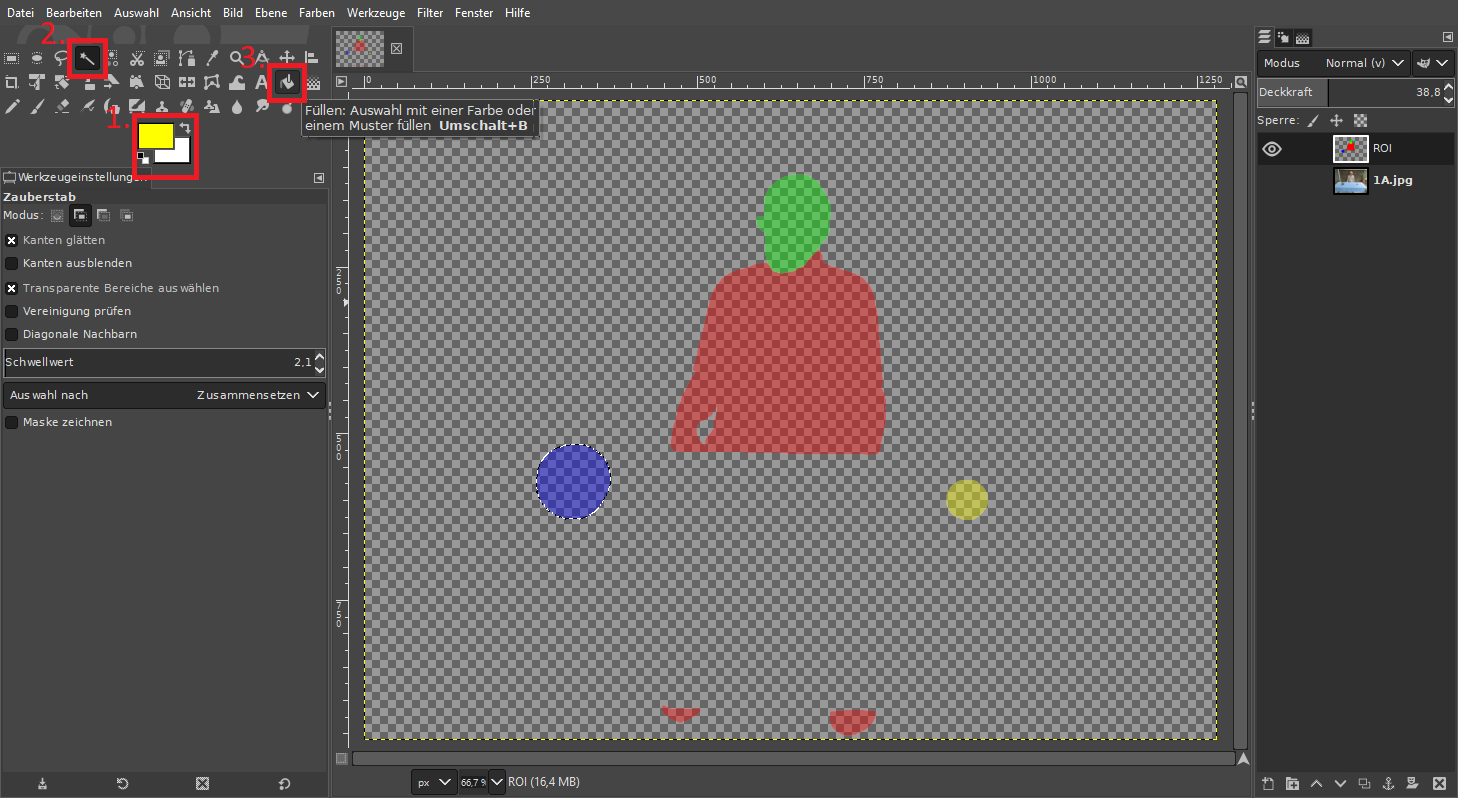 Datei Bearbeiten Auswahl Ansicht Bild Ebene Farben Werkzeuge Filter Fenster Hilfe
2.
3.
1.
Füllen: Auswahl mit einer Farbe oder
einem Muster füllen Umschalt+B
Werkzeugeinstellungen
Zauberstab
Modus:
Kanten glätten
Kanten ausblenden
Transparente Bereiche auswählen
Vereinigung prüfen
Diagonale Nachbarn
Schwellwert 2,1
Auswahl nach Zusammensetzen
Maske zeichnen
0 250 500 750 1000 1250
250
500
750
px 66,7 % ROI (16,4 MB)
Modus Normal (v)
Deckkraft 38,8
Sperre:
ROI
1A.jpg